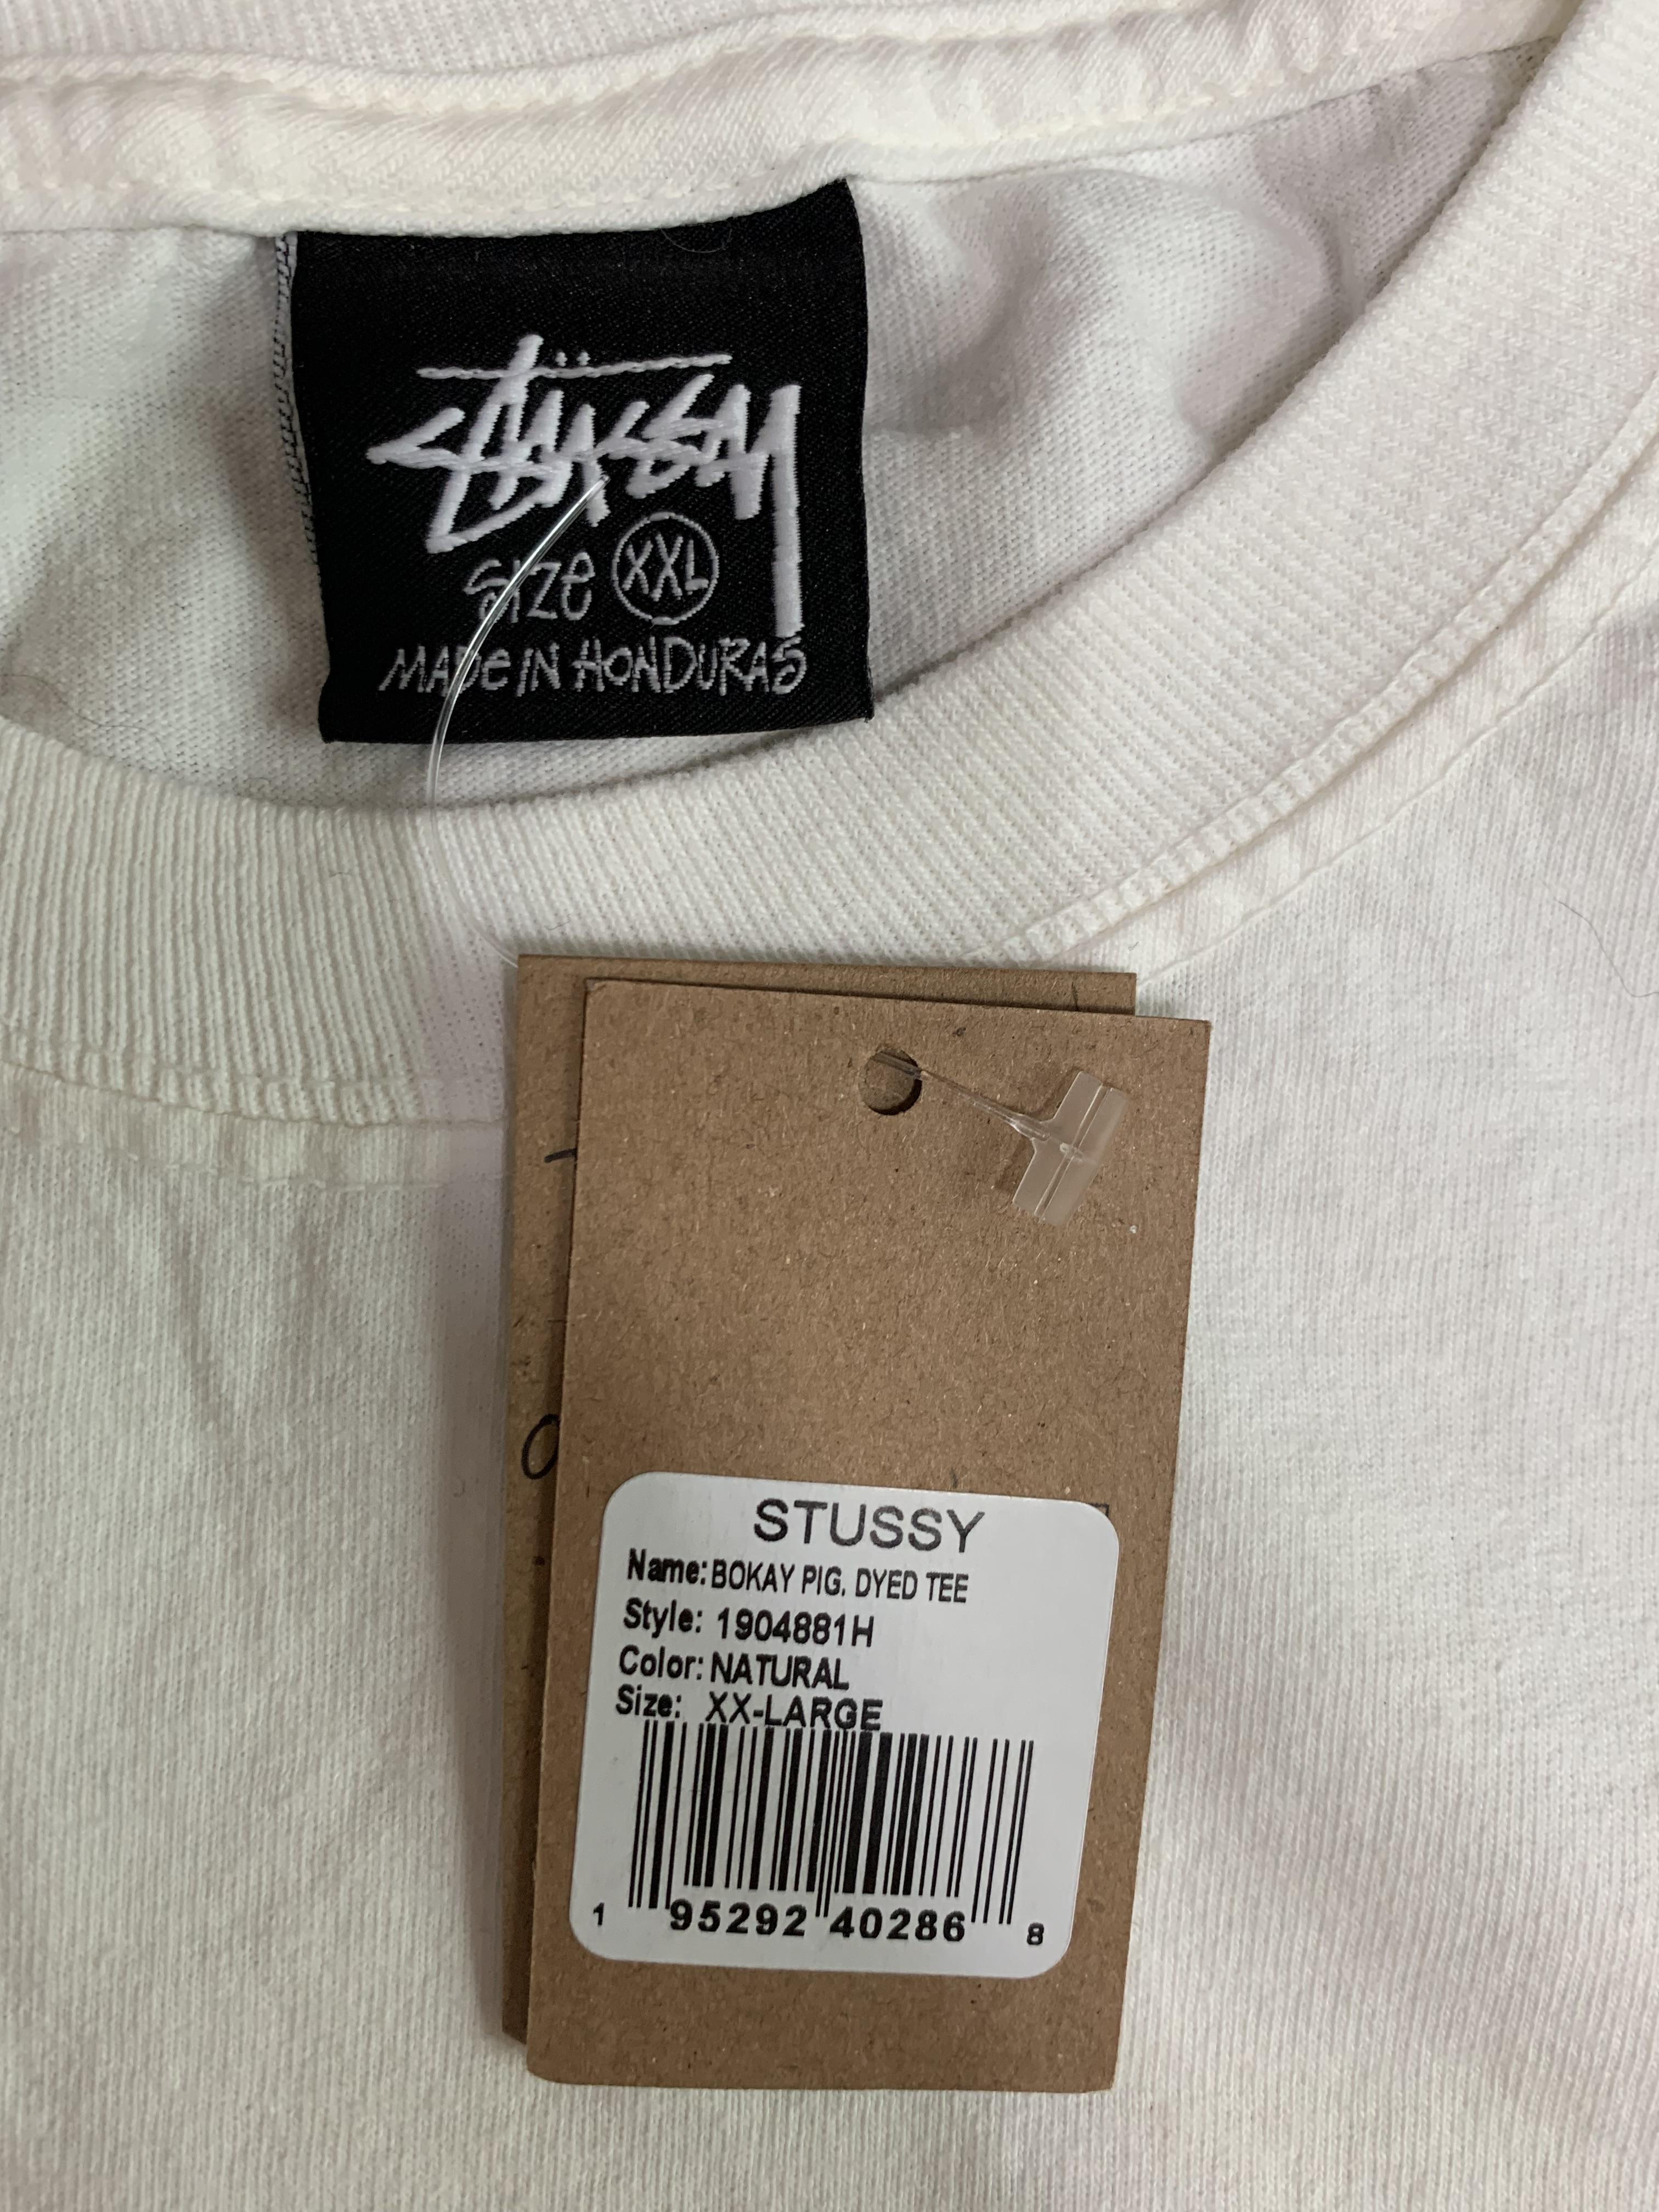 Stüssy
Size XXL
MADE IN HONDURAS
STUSSY
Name: BOKAY PIG. DYED TEE
Style: 1904881H
Color: NATURAL
Size: XX-LARGE
1 95292 40286 8